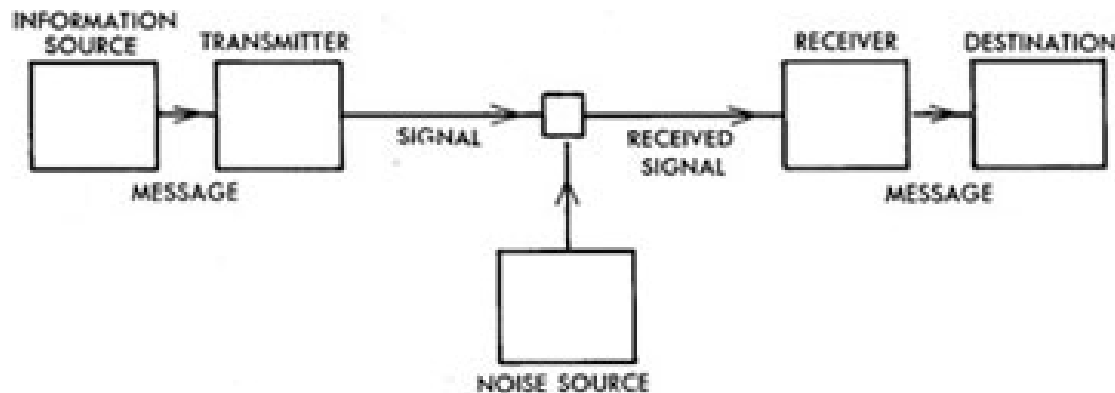 INFORMATION
SOURCE
TRANSMITTER
RECEIVER
DESTINATION
SIGNAL
RECEIVED
SIGNAL
MESSAGE
MESSAGE
NOISE SOURCE